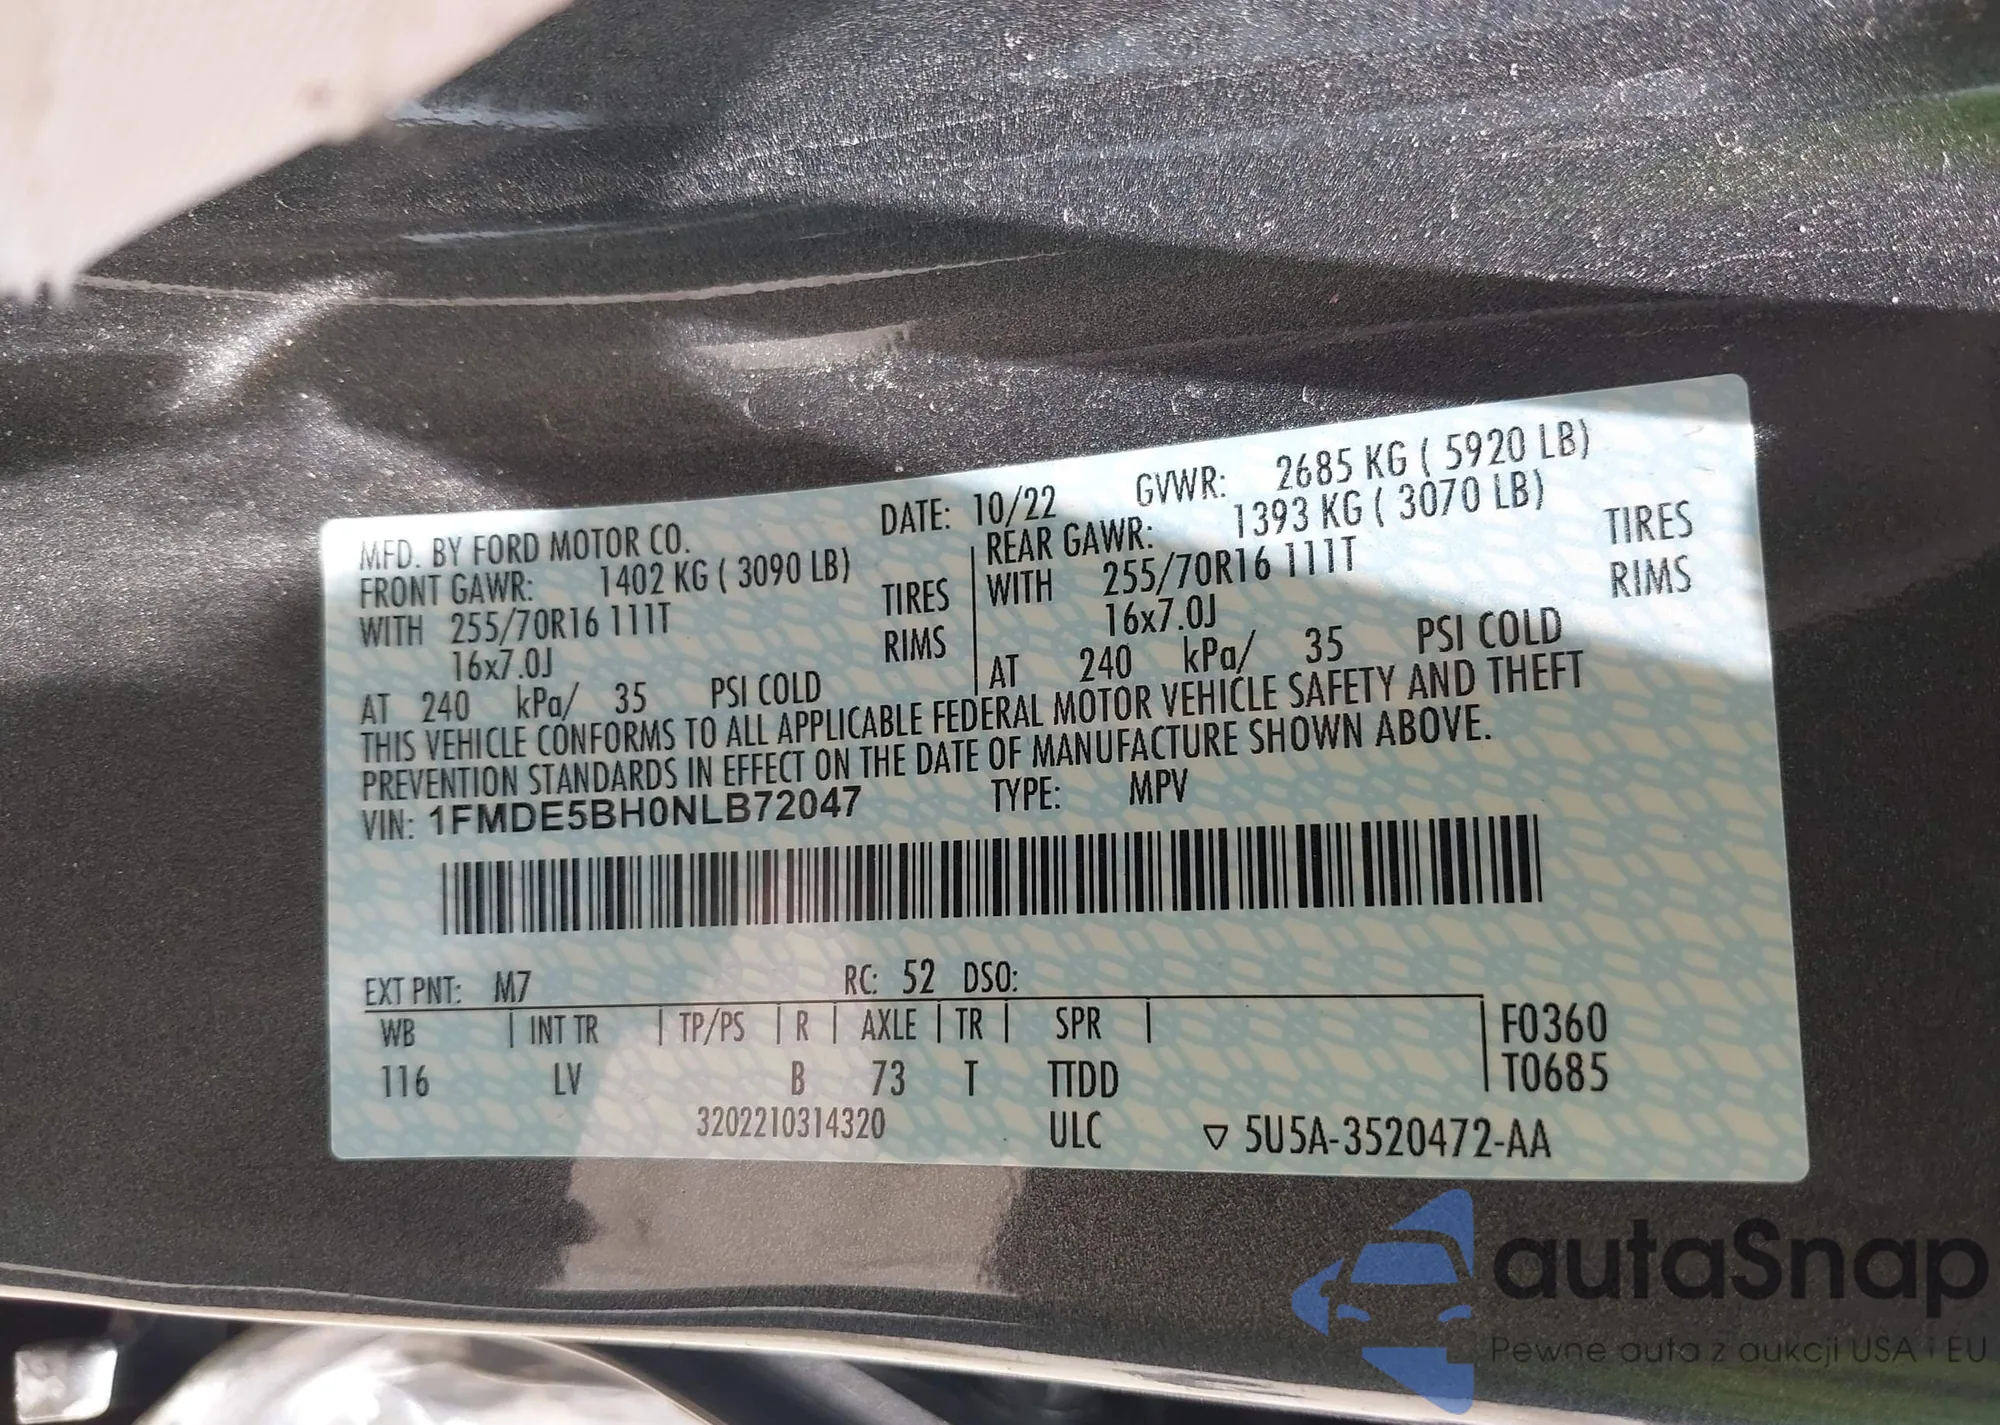 MFD. BY FORD MOTOR CO. DATE: 10/22 GVWR: 2685 KG ( 5920 LB)
FRONT GAWR: 1402 KG ( 3090 LB) REAR GAWR: 1393 KG ( 3070 LB)
WITH 255/70R16 111T TIRES WITH 255/70R16 111T TIRES
16x7.0J RIMS 16x7.0J RIMS
AT 240 kPa/ 35 PSI COLD AT 240 kPa/ 35 PSI COLD
THIS VEHICLE CONFORMS TO ALL APPLICABLE FEDERAL MOTOR VEHICLE SAFETY AND THEFT
PREVENTION STANDARDS IN EFFECT ON THE DATE OF MANUFACTURE SHOWN ABOVE.
VIN: 1FMDE5BH0NLB72047 TYPE: MPV
EXT PNT: M7 RC: 52 DSO:
WB | INT TR | TP/PS | R | AXLE | TR | SPR | F0360
116 LV B 73 T TTDD T0685
3202210314320 ULC ▽ 5U5A-3520472-AA
autaSnap
Pewne auta z aukcji USA i EU